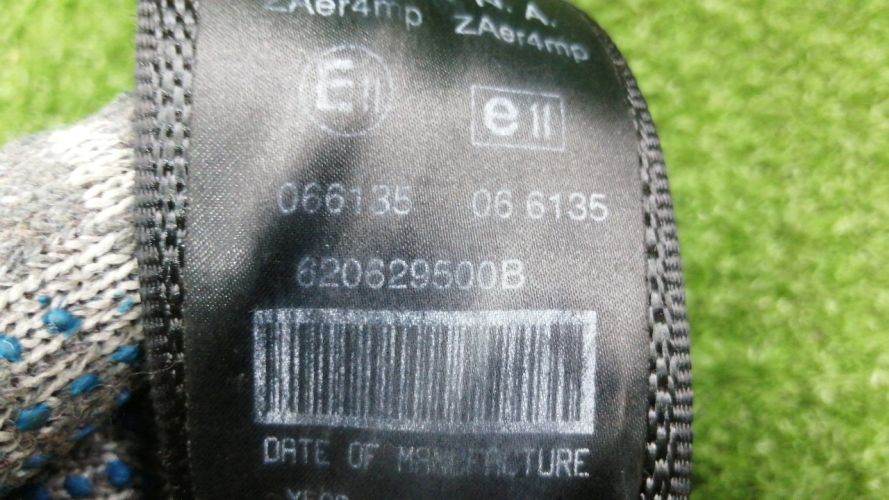 N. A.
ZAer4mp ZAer4mp
E11 e11
066135 06 6135
620629500B
DATE OF MANUFACTURE